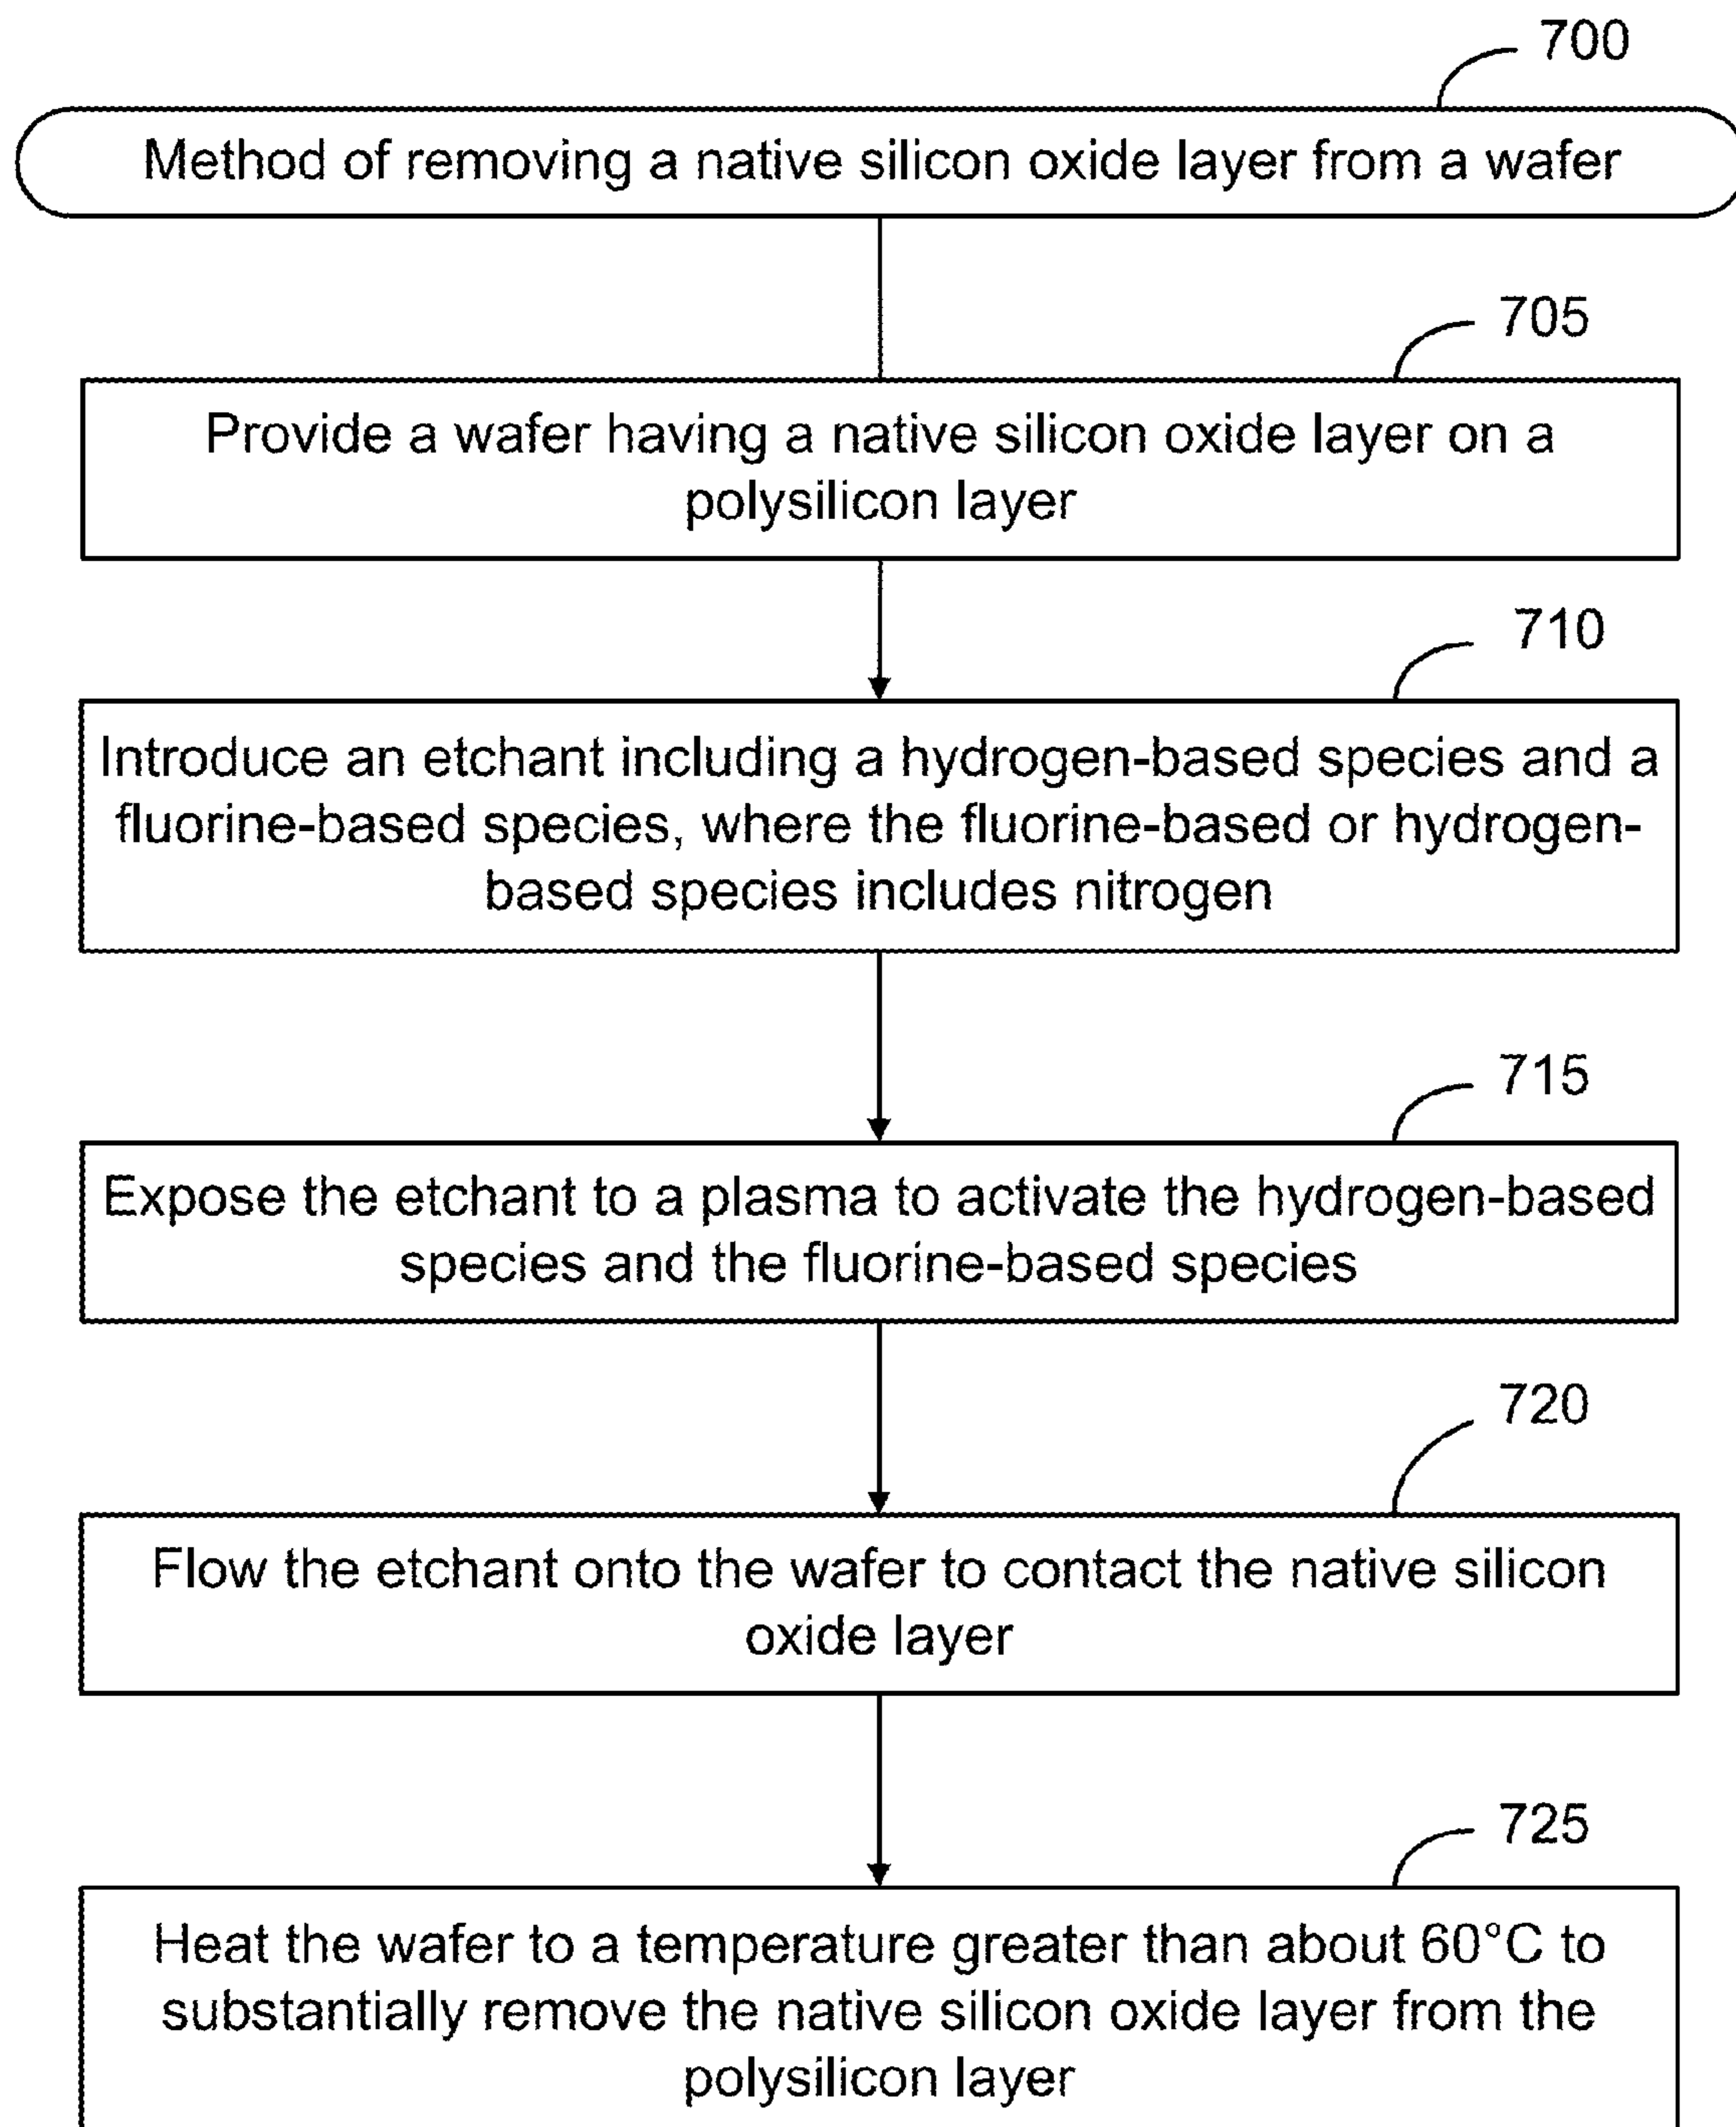 700
Method of removing a native silicon oxide layer from a wafer
705
Provide a wafer having a native silicon oxide layer on a
polysilicon layer
710
Introduce an etchant including a hydrogen-based species and a
fluorine-based species, where the fluorine-based or hydrogen-
based species includes nitrogen
715
Expose the etchant to a plasma to activate the hydrogen-based
species and the fluorine-based species
720
Flow the etchant onto the wafer to contact the native silicon
oxide layer
725
Heat the wafer to a temperature greater than about 60°C to
substantially remove the native silicon oxide layer from the
polysilicon layer